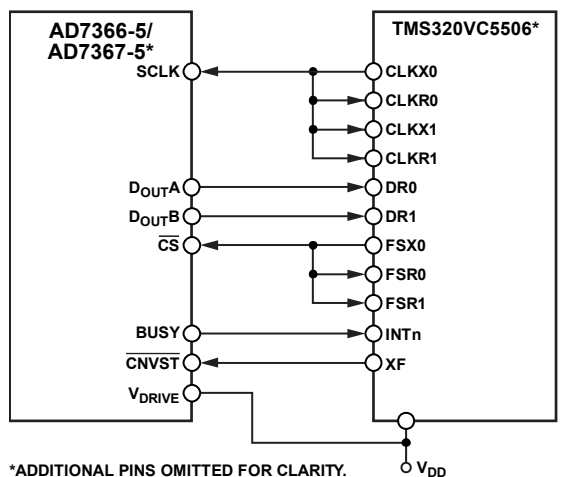 AD7366-5/
AD7367-5*
TMS320VC5506*
SCLK
CLKX0
CLKR0
CLKX1
CLKR1
DOUTA
DR0
DOUTB
DR1
CS
FSX0
FSR0
FSR1
BUSY
INTn
CNVST
XF
VDRIVE
*ADDITIONAL PINS OMITTED FOR CLARITY.
VDD